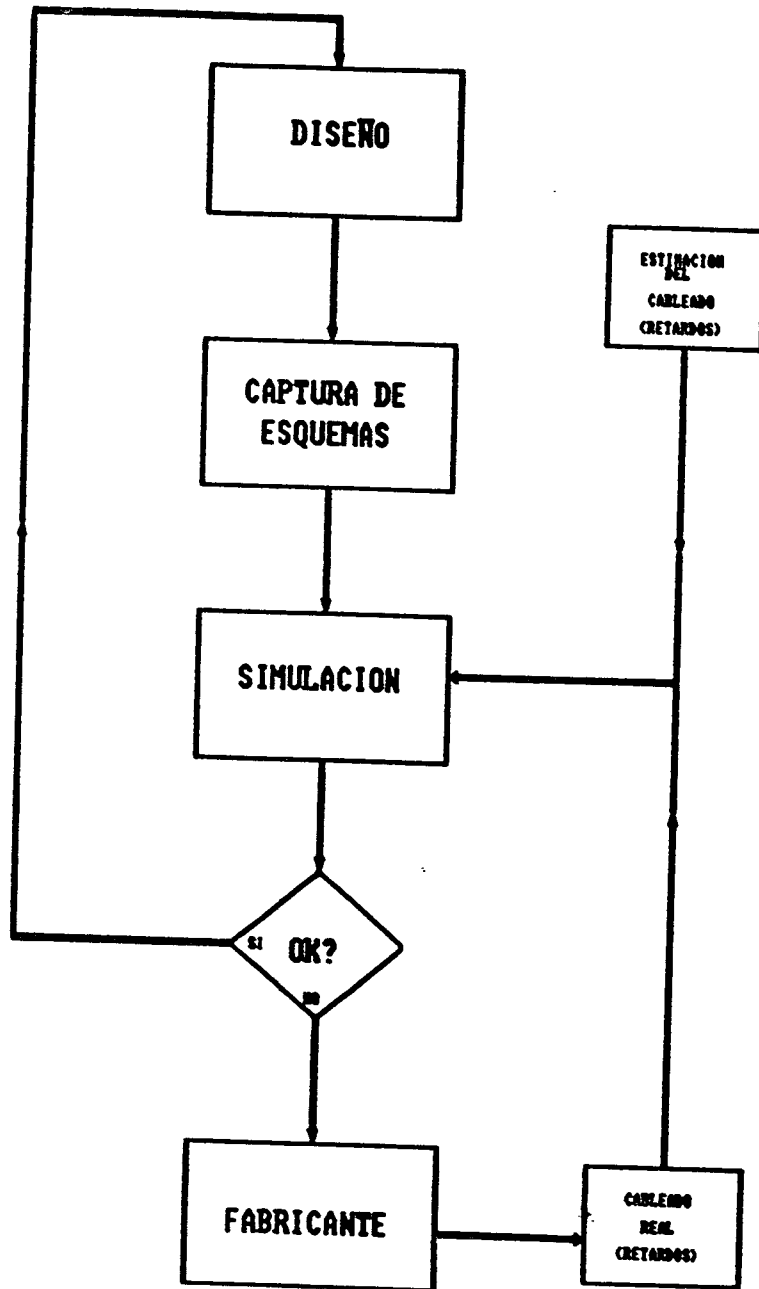 DISEÑO
ESTIMACION
DEL
CABLEADO
(RETARDOS)
CAPTURA DE
ESQUEMAS
SIMULACION
SI
OK?
NO
FABRICANTE
CABLEADO
REAL
(RETARDOS)